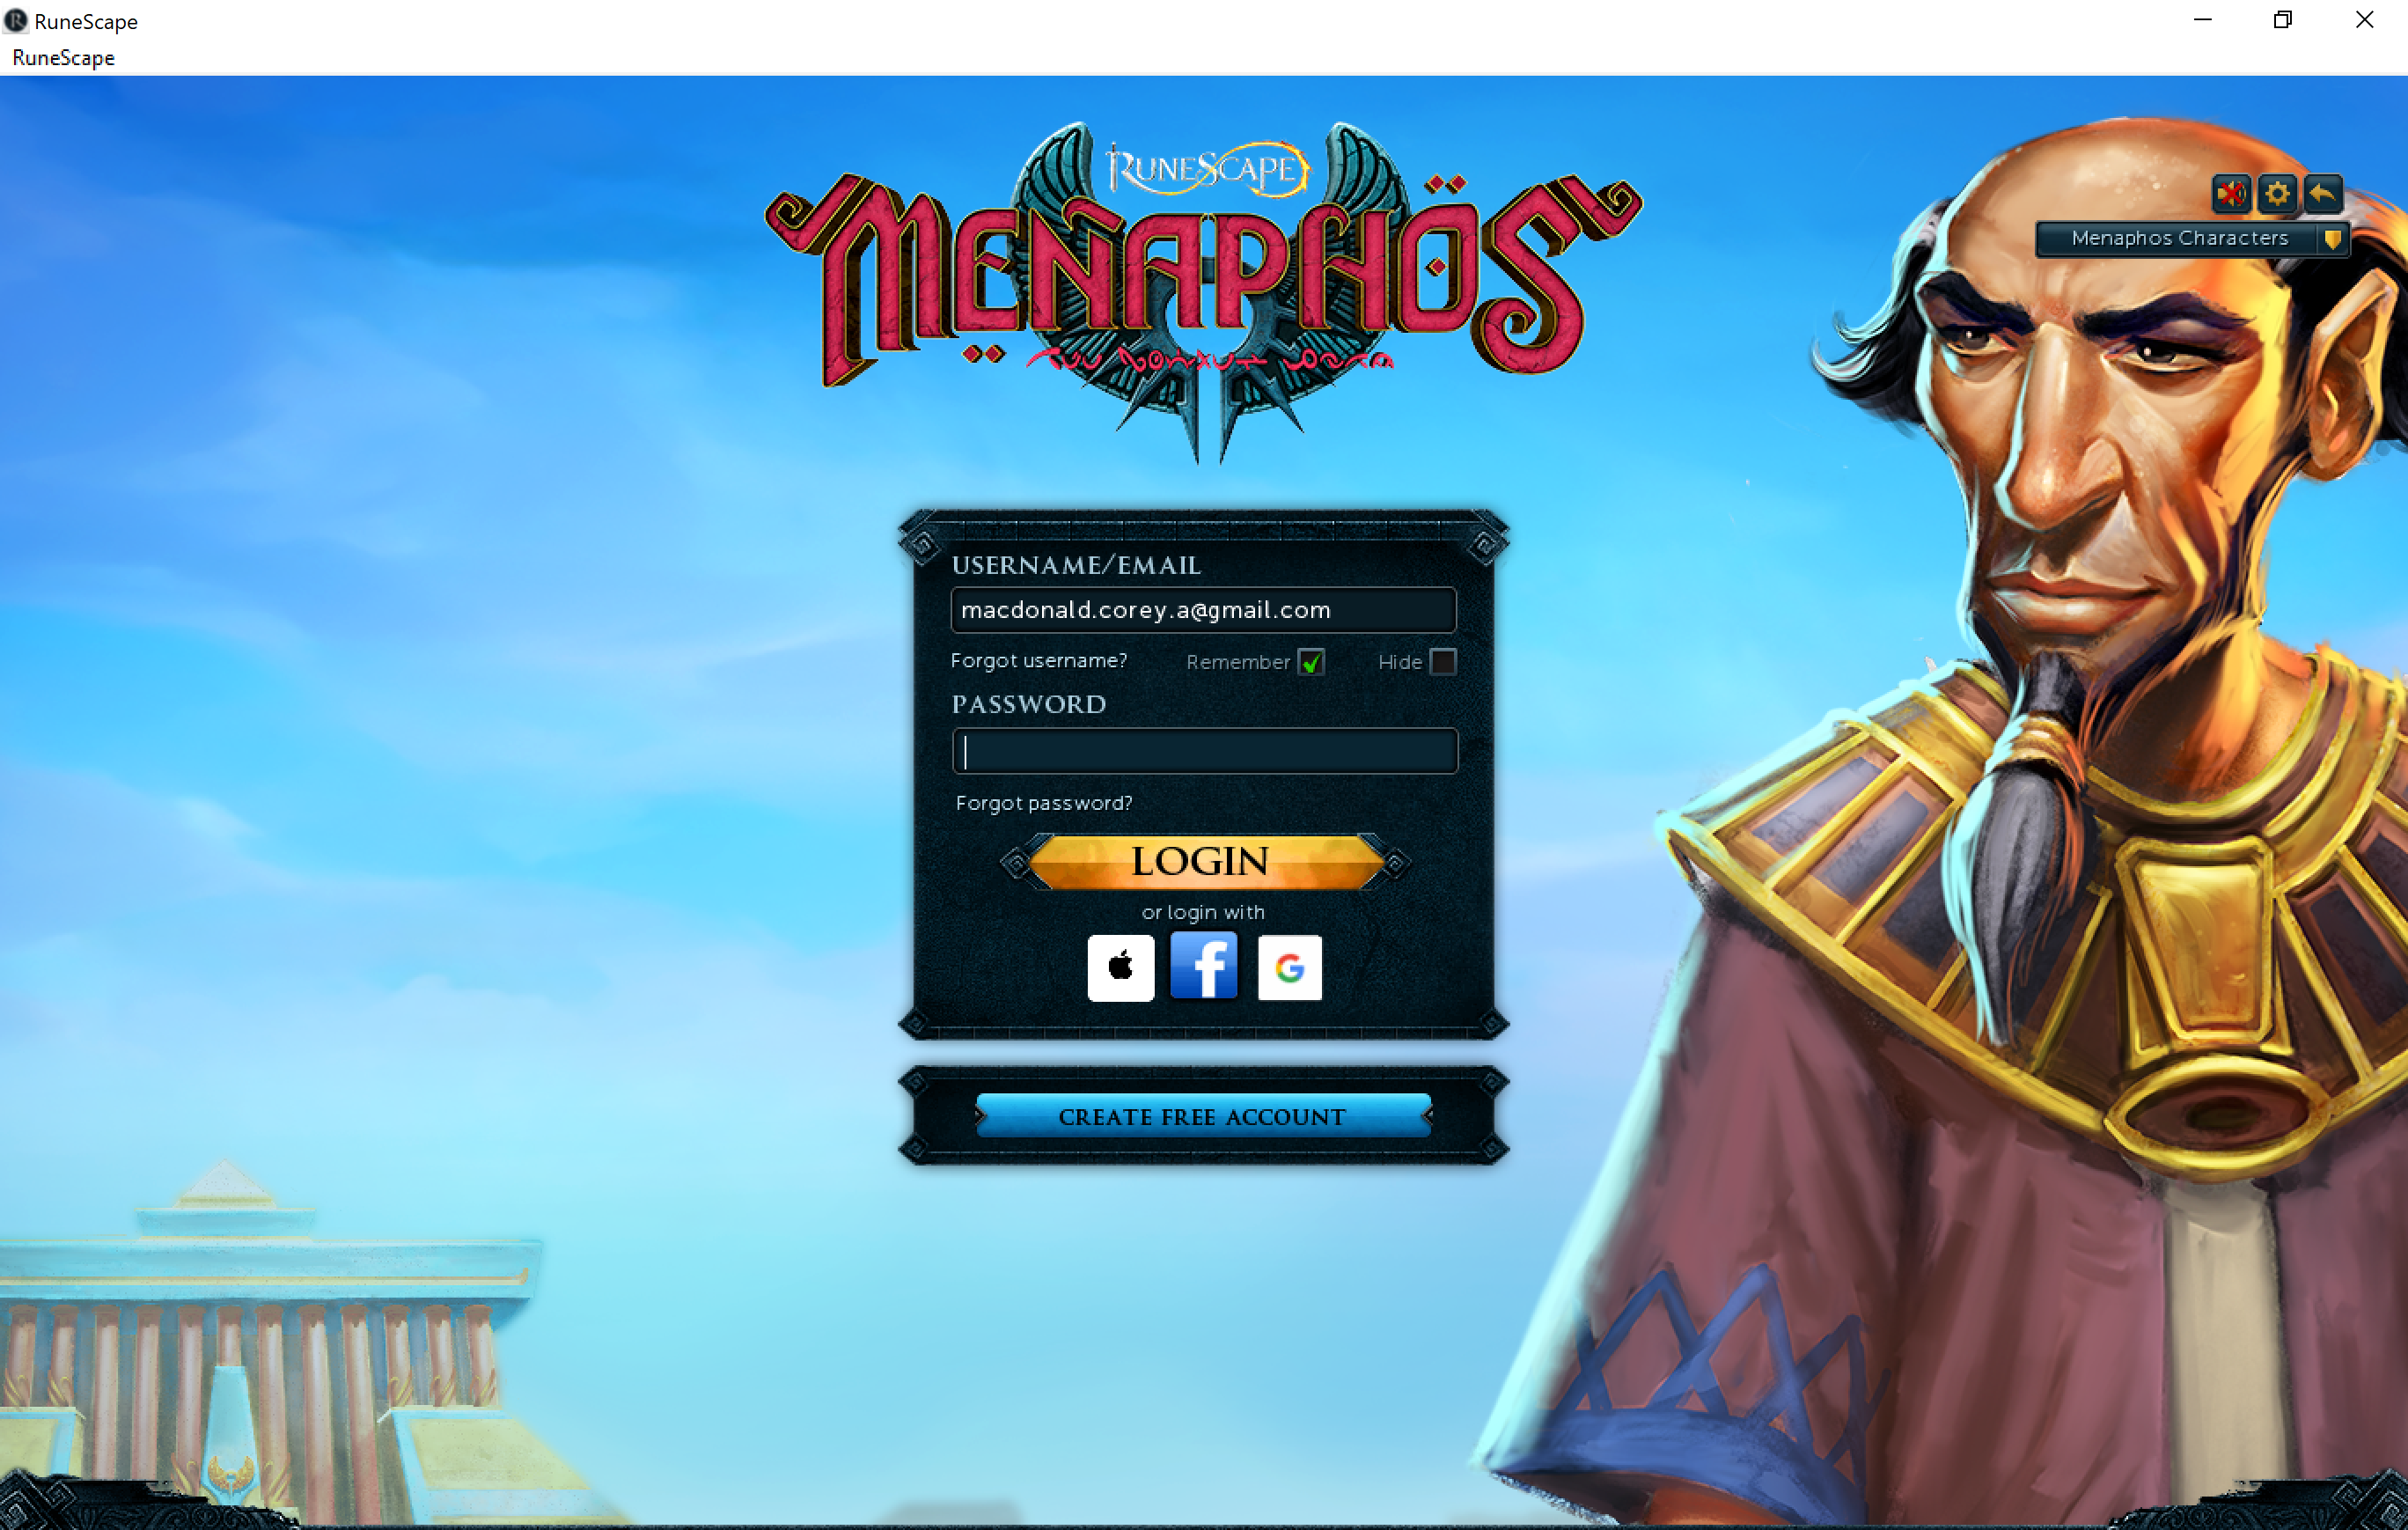 RuneScape
RuneScape
RUNESCAPE
MENAPHOS
Menaphos Characters
USERNAME/EMAIL
macdonald.corey.a@gmail.com
Forgot username? Remember Hide
PASSWORD
Forgot password?
LOGIN
or login with
CREATE FREE ACCOUNT